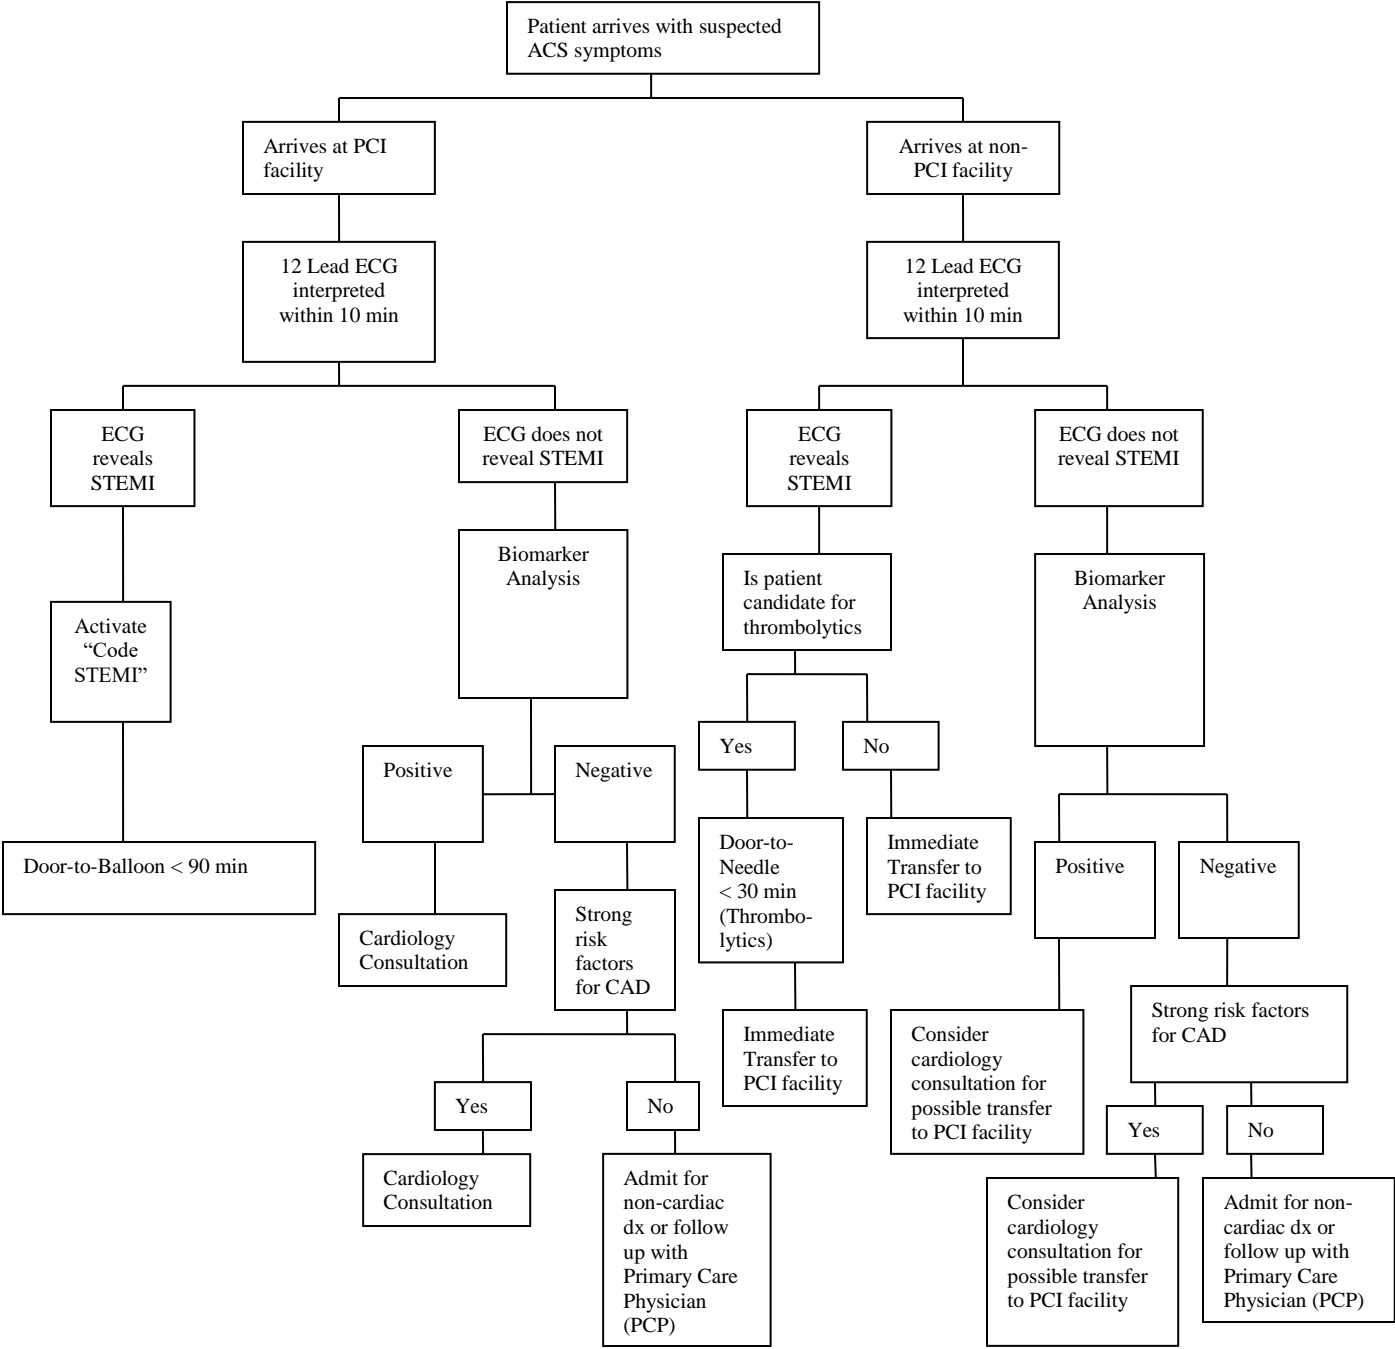 Patient arrives with suspected
ACS symptoms
Arrives at PCI
facility
Arrives at non-
PCI facility
12 Lead ECG
interpreted
within 10 min
12 Lead ECG
interpreted
within 10 min
ECG
reveals
STEMI
ECG does not
reveal STEMI
ECG
reveals
STEMI
ECG does not
reveal STEMI
Activate
“Code
STEMI”
Biomarker
Analysis
Is patient
candidate for
thrombolytics
Biomarker
Analysis
Yes
No
Positive
Negative
Door-to-Balloon < 90 min
Door-to-
Needle
< 30 min
(Thrombo-
lytics)
Immediate
Transfer to
PCI facility
Positive
Negative
Cardiology
Consultation
Strong
risk
factors
for CAD
Immediate
Transfer to
PCI facility
Consider
cardiology
consultation for
possible transfer
to PCI facility
Strong risk factors
for CAD
Yes
No
Yes
No
Cardiology
Consultation
Admit for
non-cardiac
dx or follow
up with
Primary Care
Physician
(PCP)
Consider
cardiology
consultation for
possible transfer
to PCI facility
Admit for non-
cardiac dx or
follow up with
Primary Care
Physician (PCP)